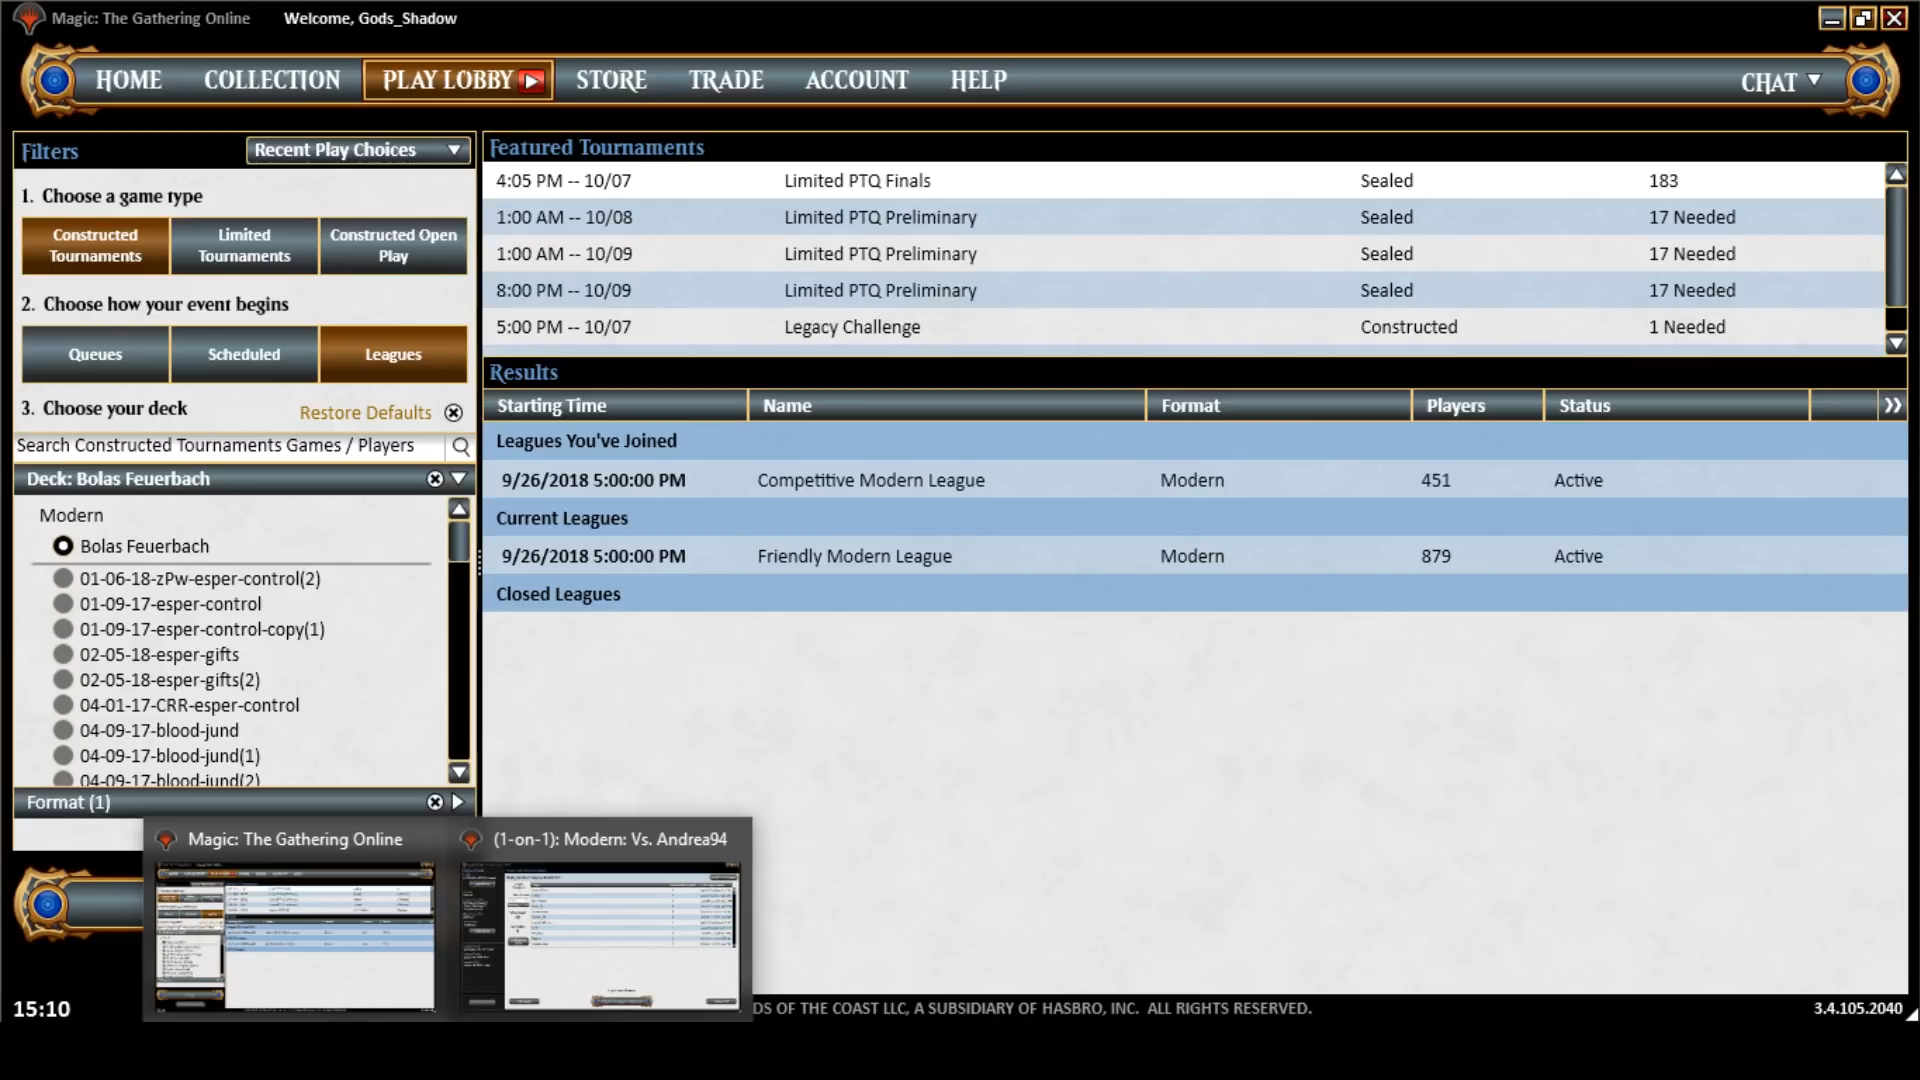 Magic: The Gathering Online Welcome, Gods_Shadow
HOME COLLECTION PLAY LOBBY STORE TRADE ACCOUNT HELP CHAT
Filters Recent Play Choices
1. Choose a game type
Constructed Tournaments
Limited Tournaments
Constructed Open Play
2. Choose how your event begins
Queues Scheduled Leagues
3. Choose your deck Restore Defaults
Search Constructed Tournaments Games / Players
Deck: Bolas Feuerbach
Modern
Bolas Feuerbach
01-06-18-zPw-esper-control(2)
01-09-17-esper-control
01-09-17-esper-control-copy(1)
02-05-18-esper-gifts
02-05-18-esper-gifts(2)
04-01-17-CRR-esper-control
04-09-17-blood-jund
04-09-17-blood-jund(1)
04-09-17-blood-jund(2)
Format (1)
Featured Tournaments
4:05 PM -- 10/07 Limited PTQ Finals Sealed 183
1:00 AM -- 10/08 Limited PTQ Preliminary Sealed 17 Needed
1:00 AM -- 10/09 Limited PTQ Preliminary Sealed 17 Needed
8:00 PM -- 10/09 Limited PTQ Preliminary Sealed 17 Needed
5:00 PM -- 10/07 Legacy Challenge Constructed 1 Needed
Results
Starting Time Name Format Players Status
Leagues You've Joined
9/26/2018 5:00:00 PM Competitive Modern League Modern 451 Active
Current Leagues
9/26/2018 5:00:00 PM Friendly Modern League Modern 879 Active
Closed Leagues
Magic: The Gathering Online (1-on-1): Modern: Vs. Andrea94
15:10 DS OF THE COAST LLC, A SUBSIDIARY OF HASBRO, INC. ALL RIGHTS RESERVED. 3.4.105.2040